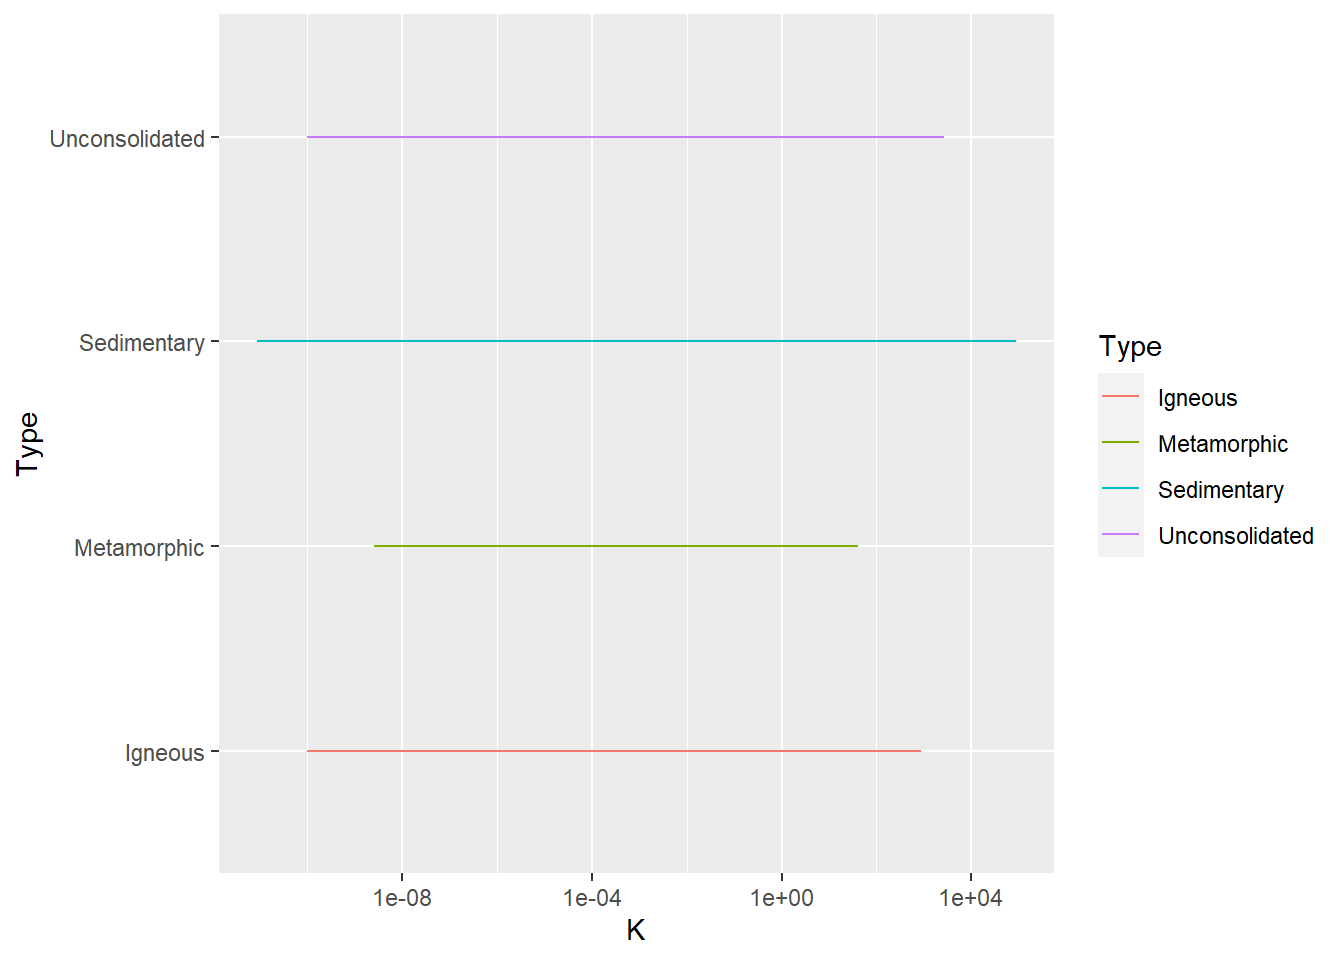 Unconsolidated
Sedimentary
Metamorphic
Igneous
Type
1e-08
1e-04
1e+00
1e+04
K
Type
Igneous
Metamorphic
Sedimentary
Unconsolidated